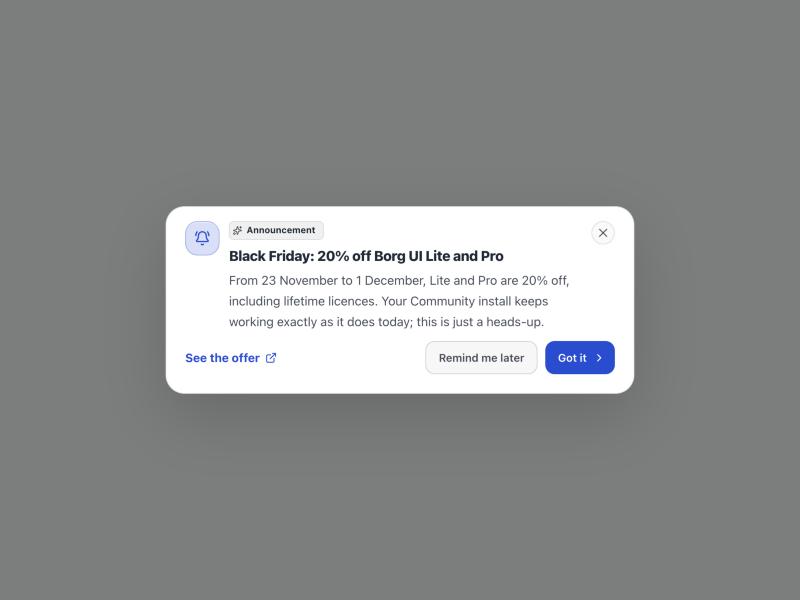 Announcement
Black Friday: 20% off Borg UI Lite and Pro
From 23 November to 1 December, Lite and Pro are 20% off,
including lifetime licences. Your Community install keeps
working exactly as it does today; this is just a heads-up.
See the offer
Remind me later
Got it